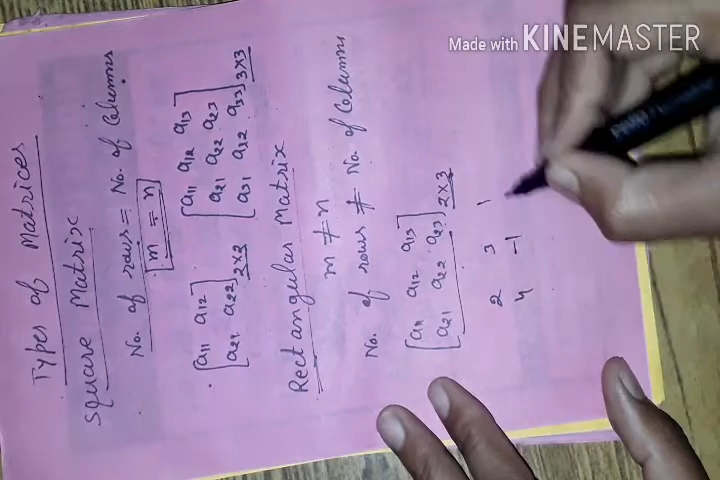 Made with KINEMASTER
Types of Matrices
Square Matrix
No. of rows = No. of Columns
[m = n]
[a11 a12
a21 a22] 2×2
[a11 a12 a13
a21 a22 a23
a31 a32 a33] 3×3
Rectangular Matrix
m ≠ n
No. of rows ≠ No. of Columns
[a11 a12 a13
a21 a22 a23] 2×3
2 3 1
4 -1